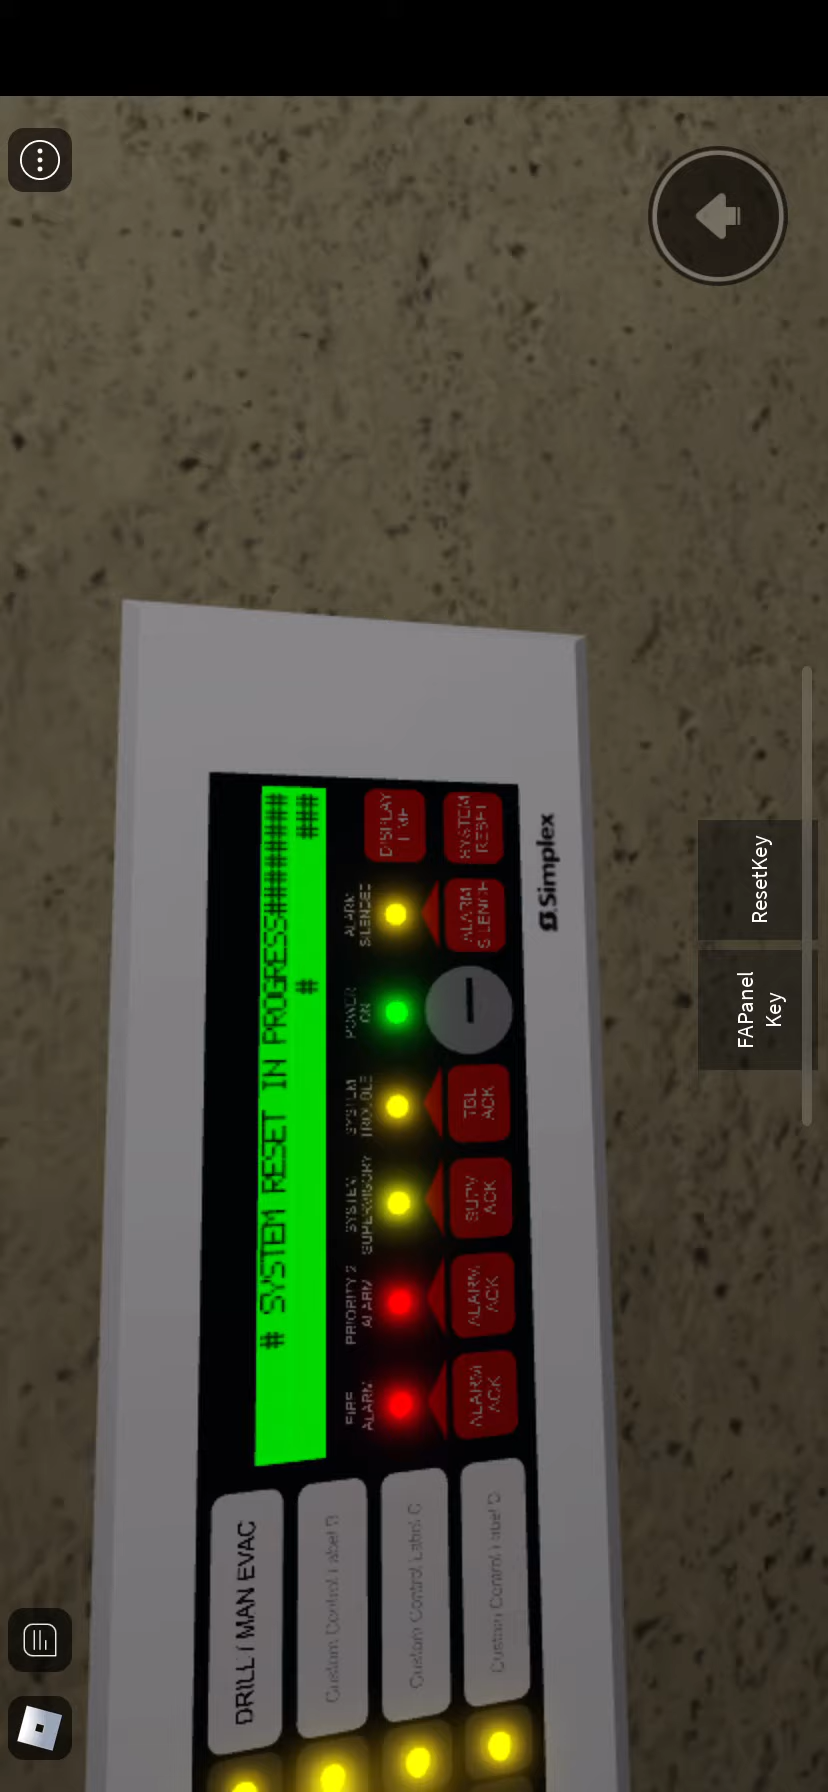 # SYSTEM RESET IN PROGRESS########
# ###
FIRE
ALARM
PRIORITY 2
ALARM
SYSTEM
SUPERVISORY
SYSTEM
TROUBLE
POWER
ON
ALARM
SILENCED
DISPLAY
TIME
ALARM
ACK
ALARM
ACK
SUPV
ACK
TBL
ACK
ALARM
SILENCE
SYSTEM
RESET
Simplex
DRILL / MAN EVAC
Custom Control Label B
Custom Control Label C
Custom Control Label D
FAPanel
Key
ResetKey